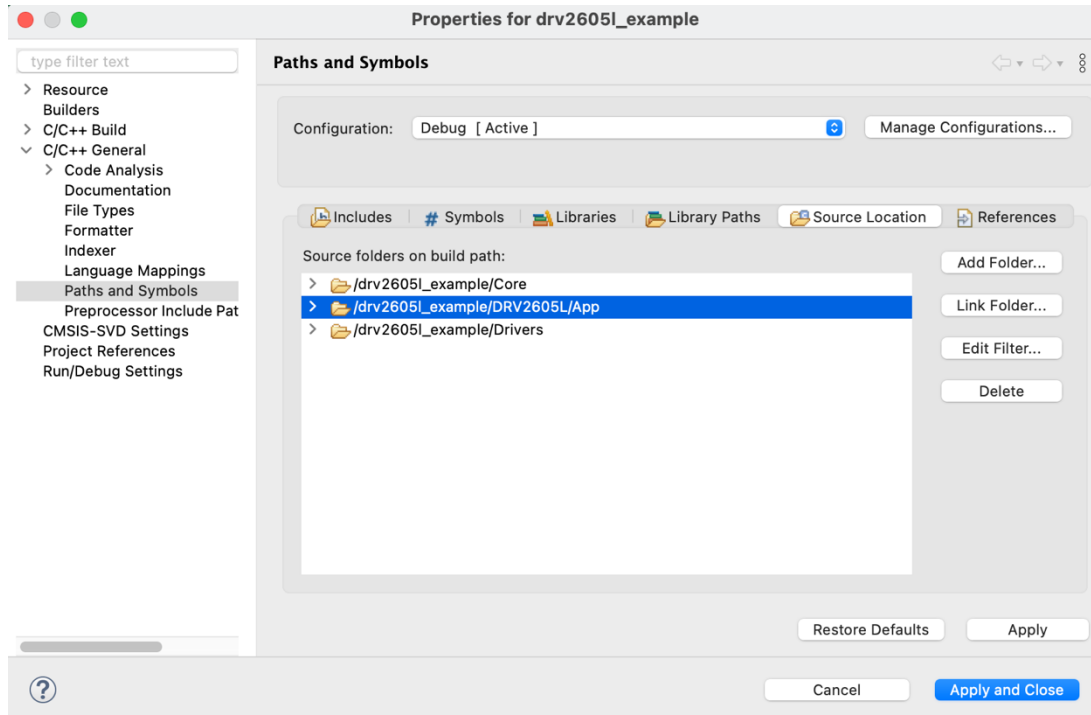 Properties for drv2605l_example
type filter text
Resource
Builders
C/C++ Build
C/C++ General
Code Analysis
Documentation
File Types
Formatter
Indexer
Language Mappings
Paths and Symbols
Preprocessor Include Pat
CMSIS-SVD Settings
Project References
Run/Debug Settings
Paths and Symbols
Configuration: Debug [ Active ] Manage Configurations...
Includes # Symbols Libraries Library Paths Source Location References
Source folders on build path:
/drv2605l_example/Core
/drv2605l_example/DRV2605L/App
/drv2605l_example/Drivers
Add Folder...
Link Folder...
Edit Filter...
Delete
Restore Defaults Apply
? Cancel Apply and Close